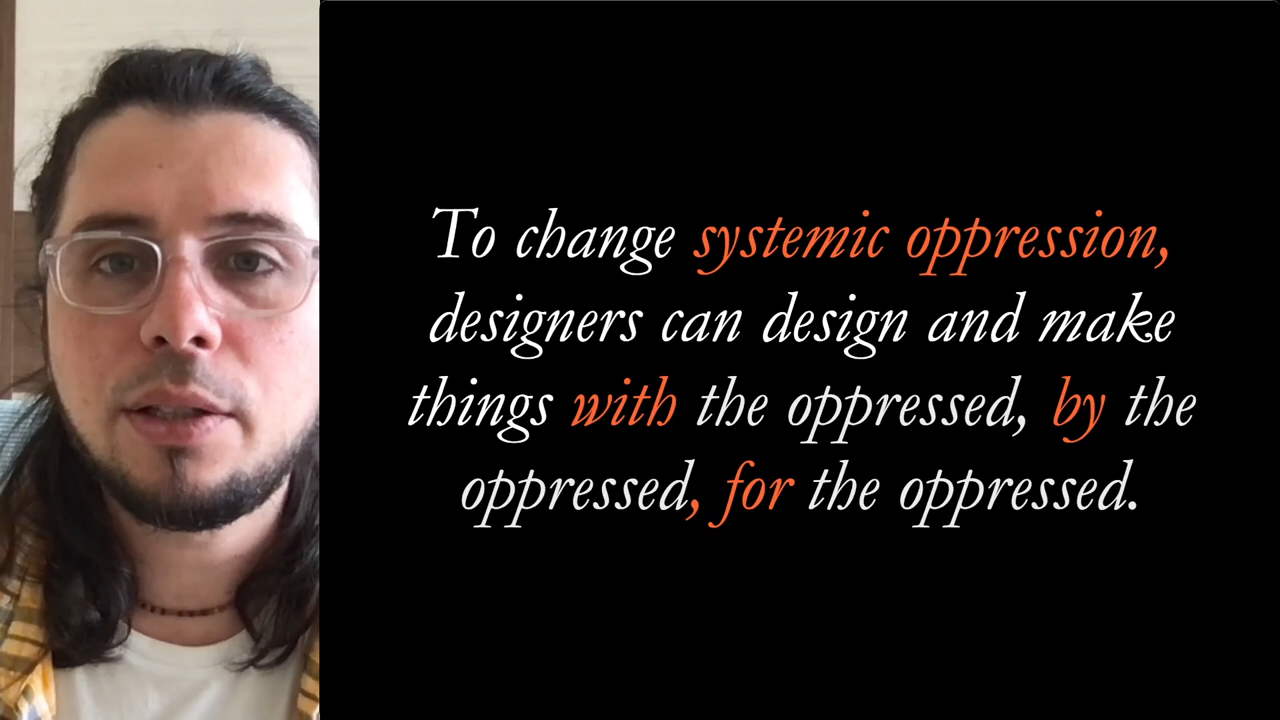 To change systemic oppression,
designers can design and make
things with the oppressed, by the
oppressed, for the oppressed.